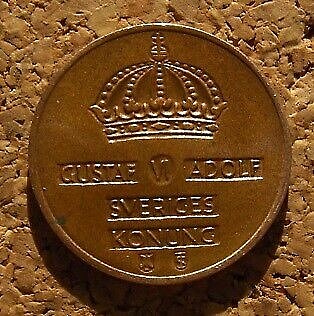 GUSTAF VI ADOLF
SVERIGES
KONUNG